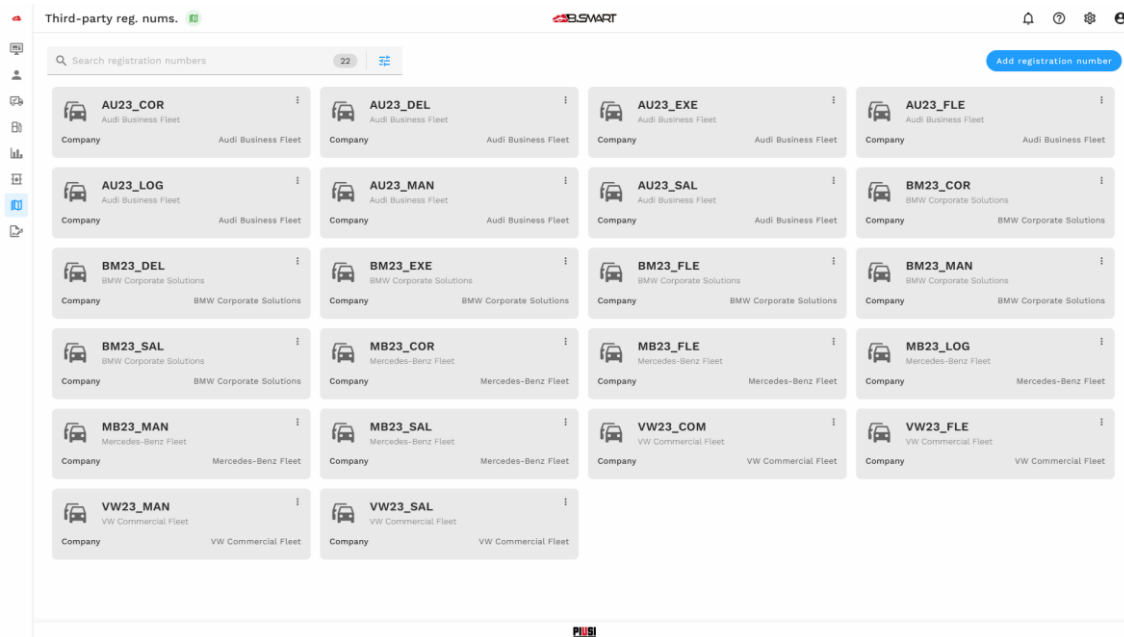 Third-party reg. nums.
B.SMART
Search registration numbers 22
Add registration number
AU23_COR
Audi Business Fleet
Company Audi Business Fleet
AU23_DEL
Audi Business Fleet
Company Audi Business Fleet
AU23_EXE
Audi Business Fleet
Company Audi Business Fleet
AU23_FLE
Audi Business Fleet
Company Audi Business Fleet
AU23_LOG
Audi Business Fleet
Company Audi Business Fleet
AU23_MAN
Audi Business Fleet
Company Audi Business Fleet
AU23_SAL
Audi Business Fleet
Company Audi Business Fleet
BM23_COR
BMW Corporate Solutions
Company BMW Corporate Solutions
BM23_DEL
BMW Corporate Solutions
Company BMW Corporate Solutions
BM23_EXE
BMW Corporate Solutions
Company BMW Corporate Solutions
BM23_FLE
BMW Corporate Solutions
Company BMW Corporate Solutions
BM23_MAN
BMW Corporate Solutions
Company BMW Corporate Solutions
BM23_SAL
BMW Corporate Solutions
Company BMW Corporate Solutions
MB23_COR
Mercedes-Benz Fleet
Company Mercedes-Benz Fleet
MB23_FLE
Mercedes-Benz Fleet
Company Mercedes-Benz Fleet
MB23_LOG
Mercedes-Benz Fleet
Company Mercedes-Benz Fleet
MB23_MAN
Mercedes-Benz Fleet
Company Mercedes-Benz Fleet
MB23_SAL
Mercedes-Benz Fleet
Company Mercedes-Benz Fleet
VW23_COM
VW Commercial Fleet
Company VW Commercial Fleet
VW23_FLE
VW Commercial Fleet
Company VW Commercial Fleet
VW23_MAN
VW Commercial Fleet
Company VW Commercial Fleet
VW23_SAL
VW Commercial Fleet
Company VW Commercial Fleet
PIUSI